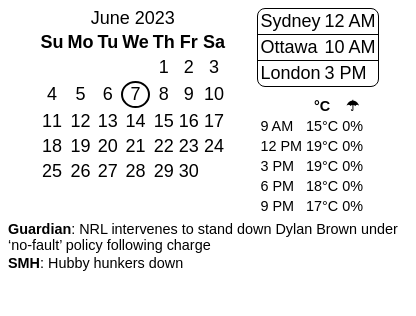 June 2023
Su Mo Tu We Th Fr Sa
1 2 3
4 5 6 7 8 9 10
11 12 13 14 15 16 17
18 19 20 21 22 23 24
25 26 27 28 29 30
Sydney 12 AM
Ottawa 10 AM
London 3 PM
°C ☂
9 AM 15°C 0%
12 PM 19°C 0%
3 PM 19°C 0%
6 PM 18°C 0%
9 PM 17°C 0%
Guardian: NRL intervenes to stand down Dylan Brown under
‘no-fault’ policy following charge
SMH: Hubby hunkers down